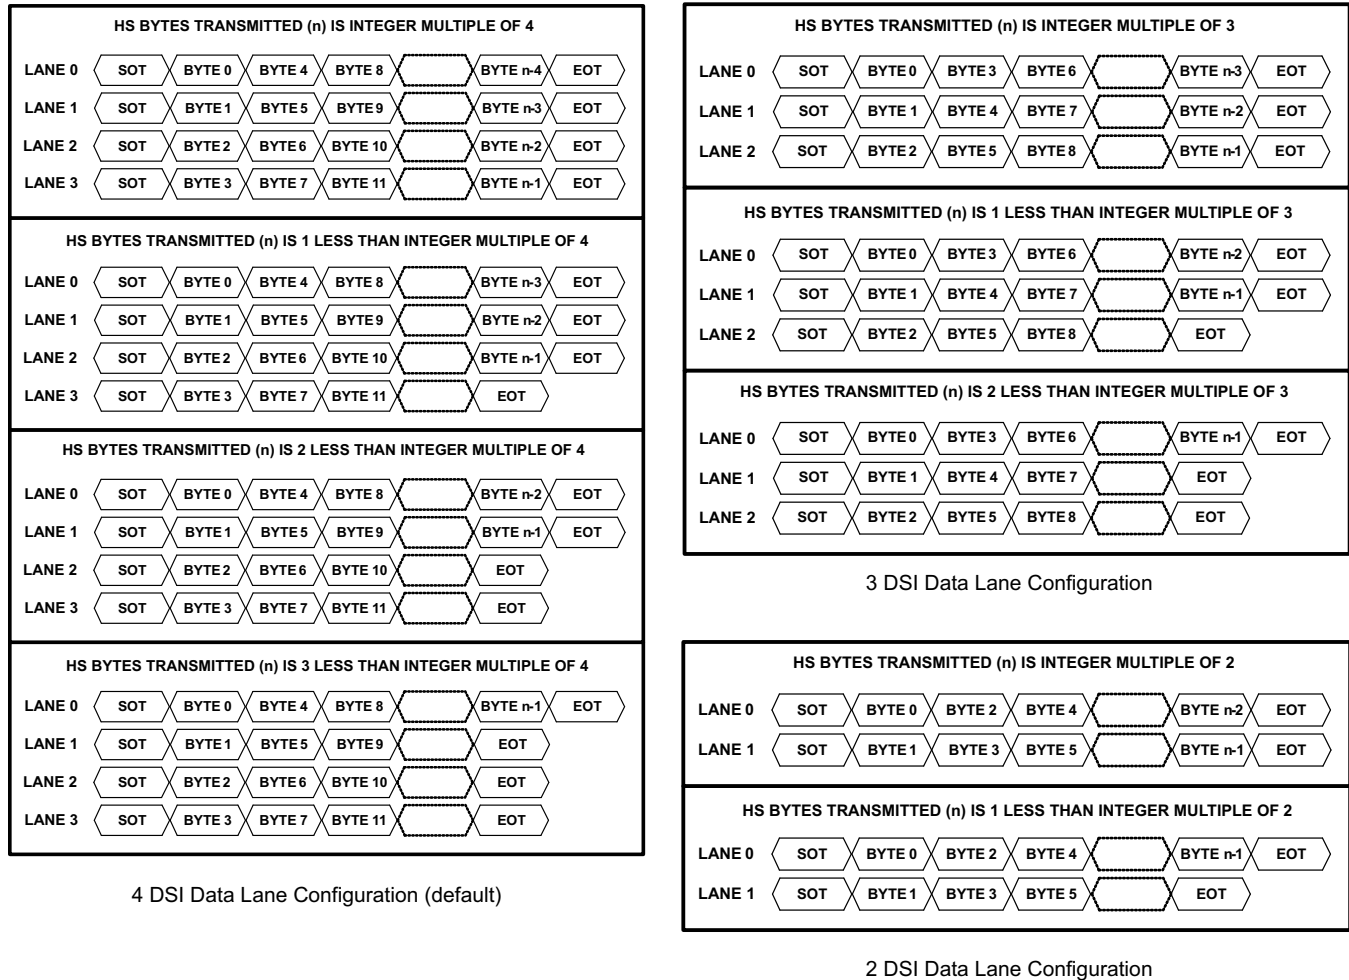 HS BYTES TRANSMITTED (n) IS INTEGER MULTIPLE OF 4
LANE 0 SOT BYTE 0 BYTE 4 BYTE 8 BYTE n-4 EOT
LANE 1 SOT BYTE 1 BYTE 5 BYTE 9 BYTE n-3 EOT
LANE 2 SOT BYTE 2 BYTE 6 BYTE 10 BYTE n-2 EOT
LANE 3 SOT BYTE 3 BYTE 7 BYTE 11 BYTE n-1 EOT
HS BYTES TRANSMITTED (n) IS 1 LESS THAN INTEGER MULTIPLE OF 4
LANE 0 SOT BYTE 0 BYTE 4 BYTE 8 BYTE n-3 EOT
LANE 1 SOT BYTE 1 BYTE 5 BYTE 9 BYTE n-2 EOT
LANE 2 SOT BYTE 2 BYTE 6 BYTE 10 BYTE n-1 EOT
LANE 3 SOT BYTE 3 BYTE 7 BYTE 11 EOT
HS BYTES TRANSMITTED (n) IS 2 LESS THAN INTEGER MULTIPLE OF 4
LANE 0 SOT BYTE 0 BYTE 4 BYTE 8 BYTE n-2 EOT
LANE 1 SOT BYTE 1 BYTE 5 BYTE 9 BYTE n-1 EOT
LANE 2 SOT BYTE 2 BYTE 6 BYTE 10 EOT
LANE 3 SOT BYTE 3 BYTE 7 BYTE 11 EOT
HS BYTES TRANSMITTED (n) IS 3 LESS THAN INTEGER MULTIPLE OF 4
LANE 0 SOT BYTE 0 BYTE 4 BYTE 8 BYTE n-1 EOT
LANE 1 SOT BYTE 1 BYTE 5 BYTE 9 EOT
LANE 2 SOT BYTE 2 BYTE 6 BYTE 10 EOT
LANE 3 SOT BYTE 3 BYTE 7 BYTE 11 EOT
4 DSI Data Lane Configuration (default)
HS BYTES TRANSMITTED (n) IS INTEGER MULTIPLE OF 3
LANE 0 SOT BYTE 0 BYTE 3 BYTE 6 BYTE n-3 EOT
LANE 1 SOT BYTE 1 BYTE 4 BYTE 7 BYTE n-2 EOT
LANE 2 SOT BYTE 2 BYTE 5 BYTE 8 BYTE n-1 EOT
HS BYTES TRANSMITTED (n) IS 1 LESS THAN INTEGER MULTIPLE OF 3
LANE 0 SOT BYTE 0 BYTE 3 BYTE 6 BYTE n-2 EOT
LANE 1 SOT BYTE 1 BYTE 4 BYTE 7 BYTE n-1 EOT
LANE 2 SOT BYTE 2 BYTE 5 BYTE 8 EOT
HS BYTES TRANSMITTED (n) IS 2 LESS THAN INTEGER MULTIPLE OF 3
LANE 0 SOT BYTE 0 BYTE 3 BYTE 6 BYTE n-1 EOT
LANE 1 SOT BYTE 1 BYTE 4 BYTE 7 EOT
LANE 2 SOT BYTE 2 BYTE 5 BYTE 8 EOT
3 DSI Data Lane Configuration
HS BYTES TRANSMITTED (n) IS INTEGER MULTIPLE OF 2
LANE 0 SOT BYTE 0 BYTE 2 BYTE 4 BYTE n-2 EOT
LANE 1 SOT BYTE 1 BYTE 3 BYTE 5 BYTE n-1 EOT
HS BYTES TRANSMITTED (n) IS 1 LESS THAN INTEGER MULTIPLE OF 2
LANE 0 SOT BYTE 0 BYTE 2 BYTE 4 BYTE n-1 EOT
LANE 1 SOT BYTE 1 BYTE 3 BYTE 5 EOT
2 DSI Data Lane Configuration